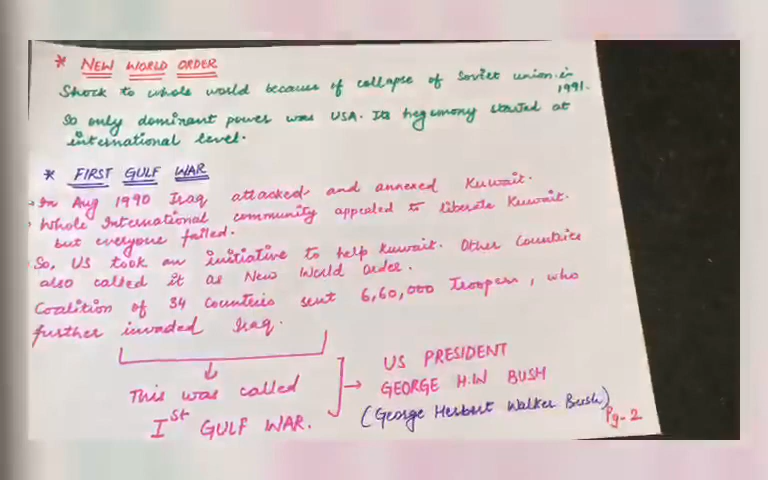 * NEW WORLD ORDER
Shock to whole world because of collapse of Soviet union in
1991.
So only dominant power was USA. Its hegemony started at
international level.
* FIRST GULF WAR
In Aug 1990 Iraq attacked and annexed Kuwait.
Whole International community appealed to liberate Kuwait.
but everyone failed.
So, US took an initiative to help Kuwait. Other Countries
also called it as New World Order.
Coalition of 34 Countries sent 6,60,000 Troopers, who
further invaded Iraq.
This was called
Ist GULF WAR.
US PRESIDENT
GEORGE H.W BUSH
(George Herbert Walker Bush)
Pg-2